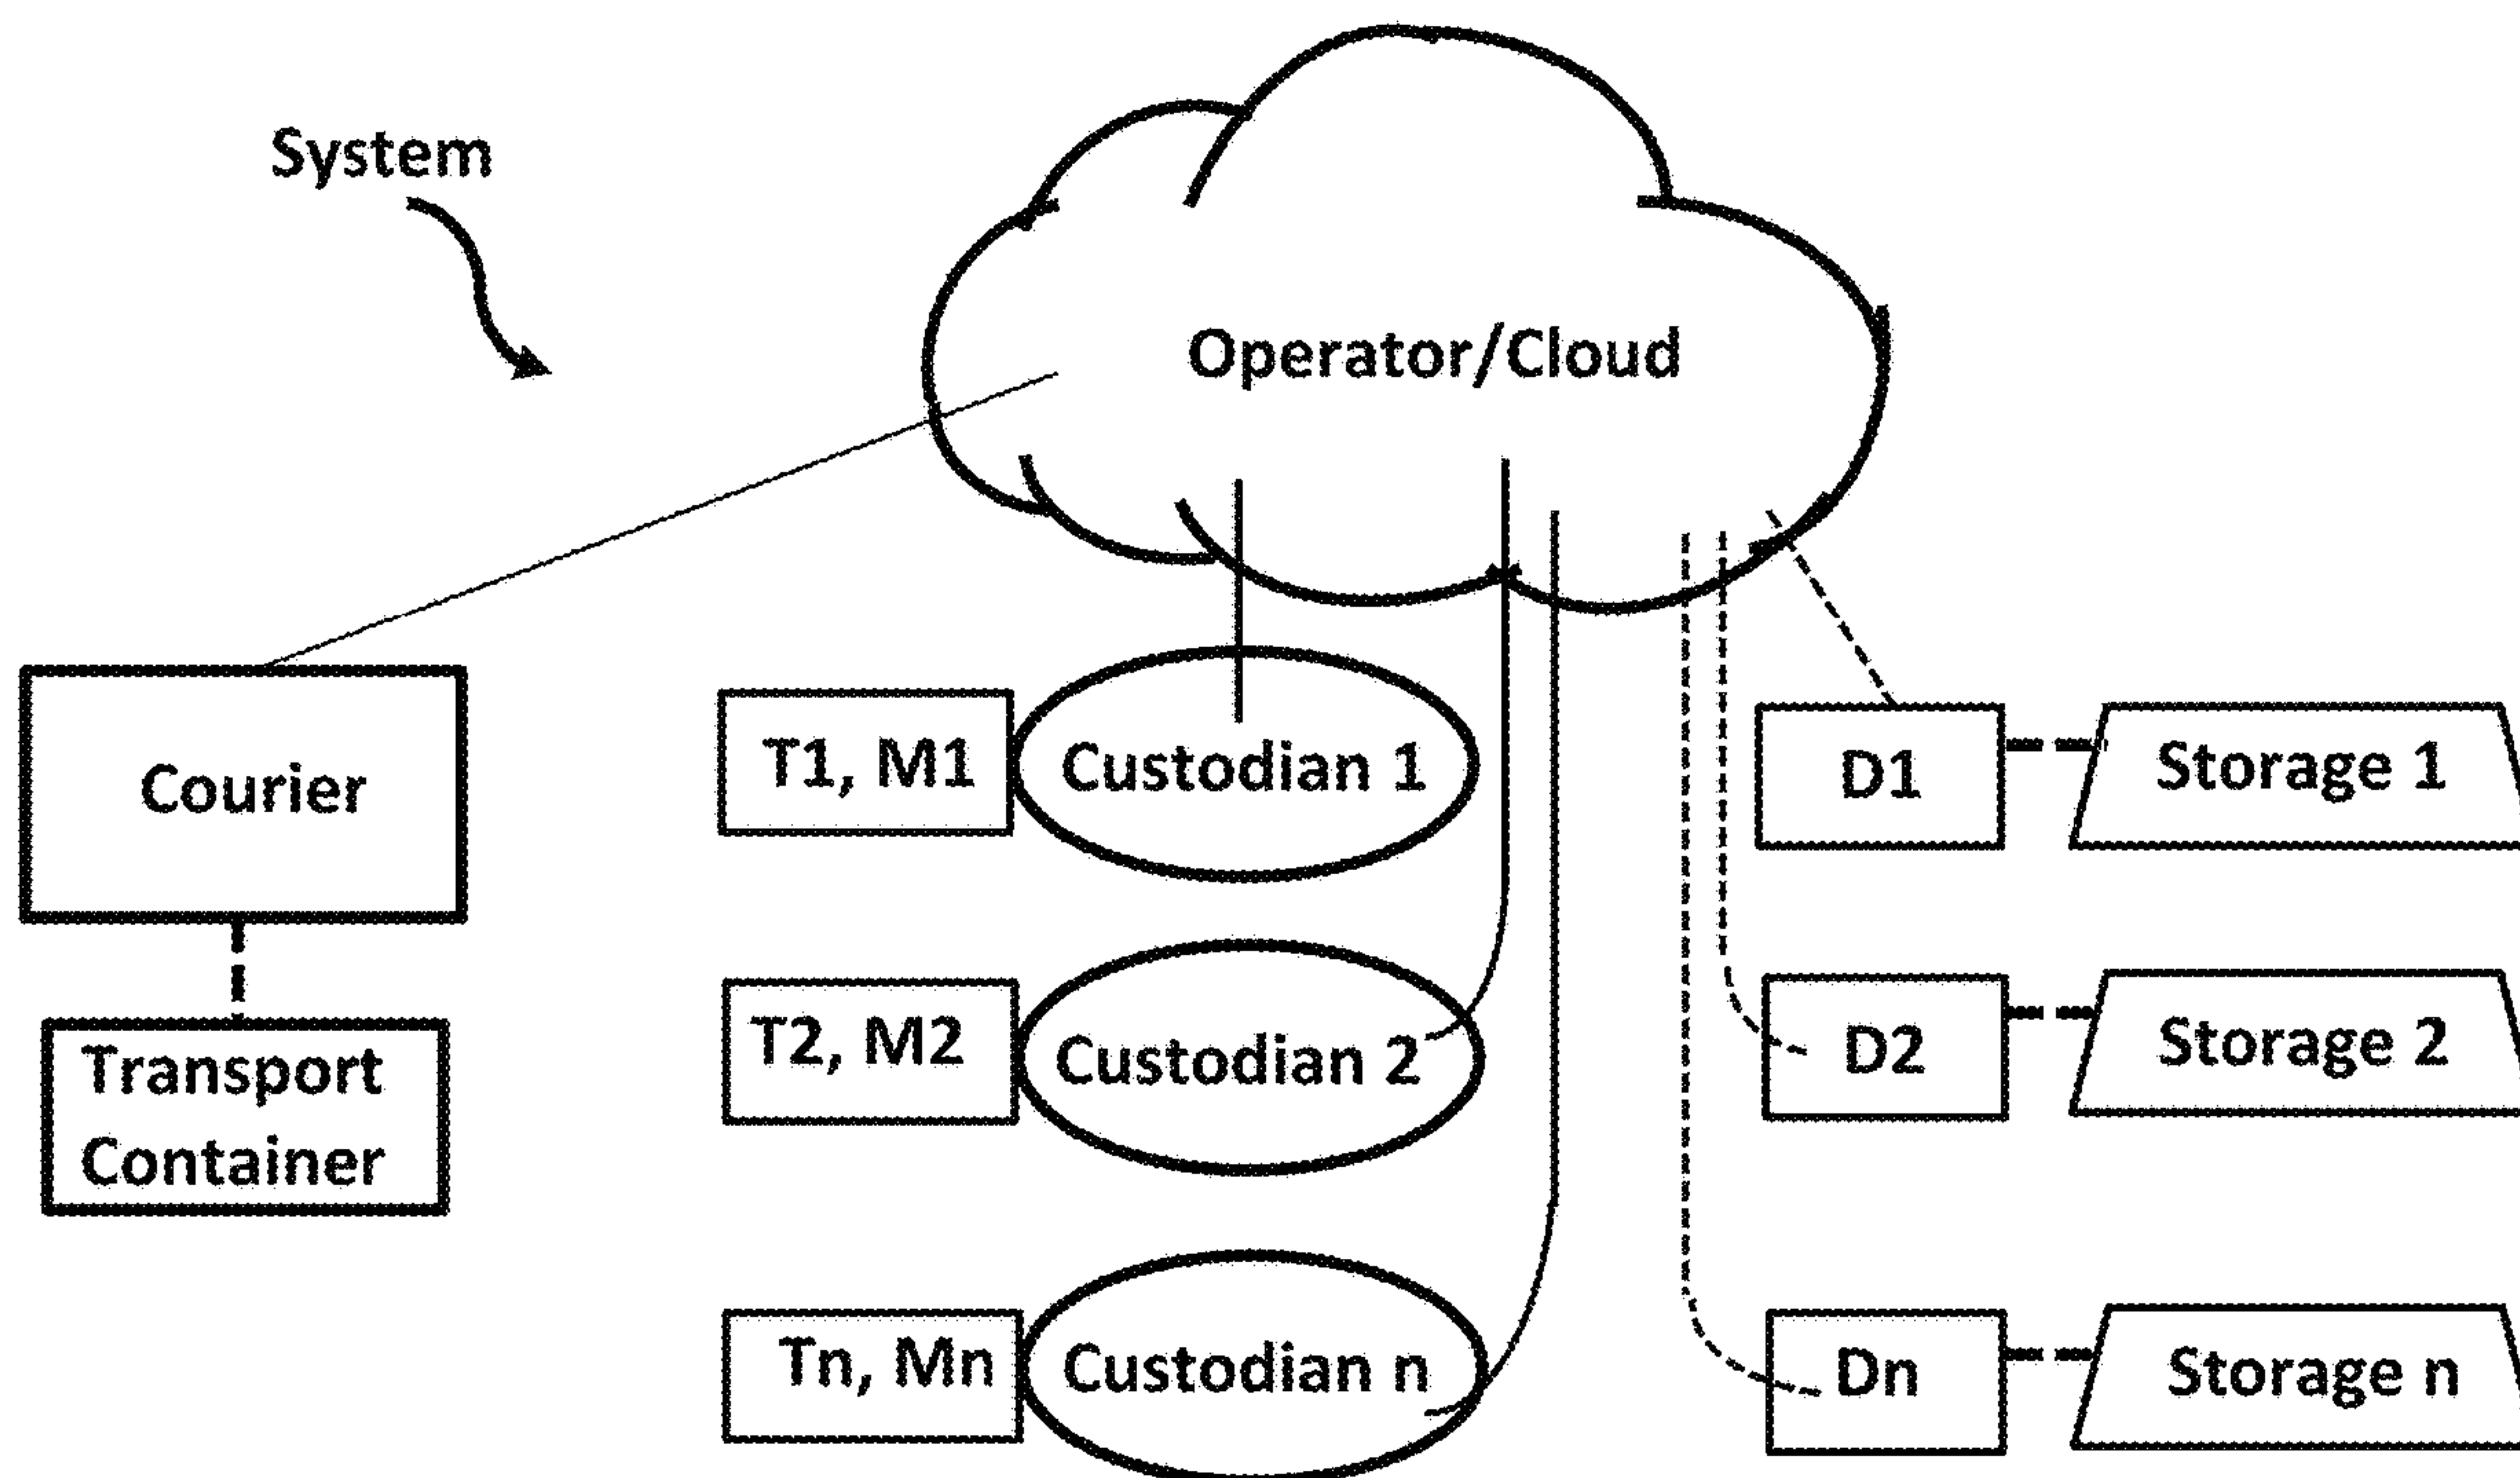 System
Operator/Cloud
Courier
Transport
Container
T1, M1
Custodian 1
D1
Storage 1
T2, M2
Custodian 2
D2
Storage 2
Tn, Mn
Custodian n
Dn
Storage n